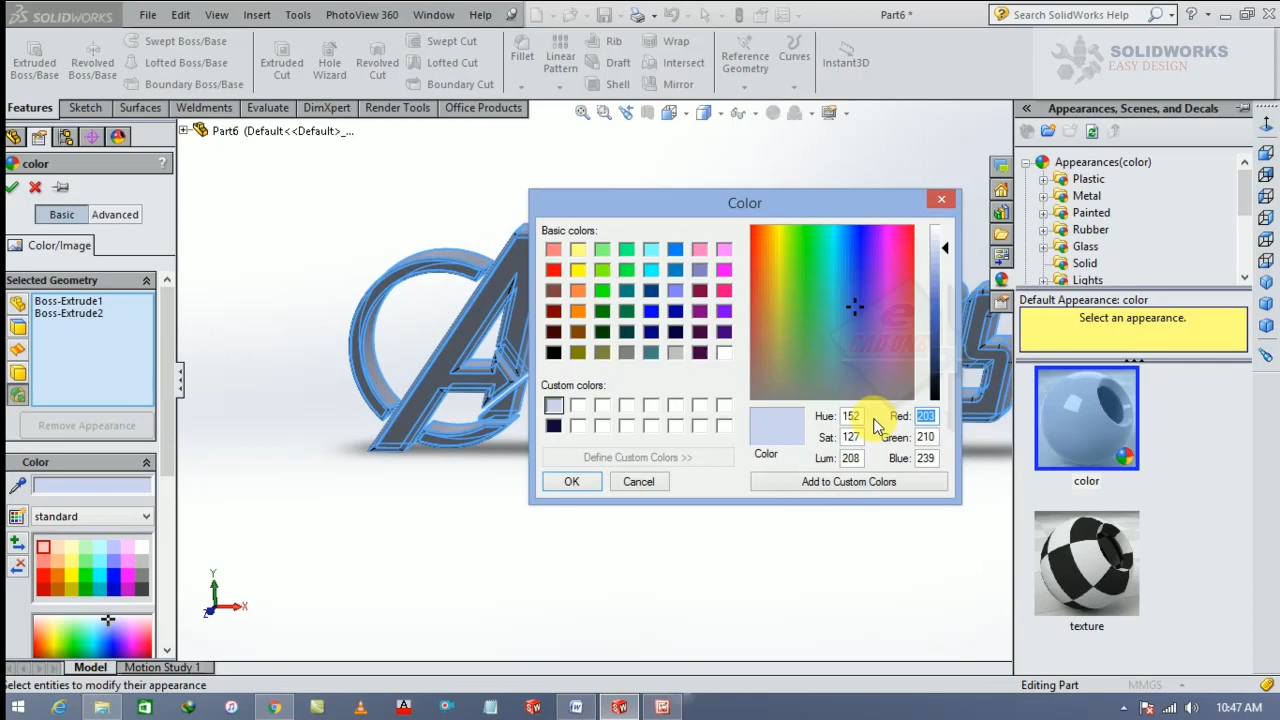 File Edit View Insert Tools PhotoView 360 Window Help
Part6 *
Search SolidWorks Help
SOLIDWORKS
EASY DESIGN
Extruded Boss/Base
Revolved Boss/Base
Swept Boss/Base
Lofted Boss/Base
Boundary Boss/Base
Extruded Cut
Hole Wizard
Revolved Cut
Swept Cut
Lofted Cut
Boundary Cut
Fillet
Linear Pattern
Rib
Draft
Shell
Wrap
Intersect
Mirror
Reference Geometry
Curves
Instant3D
Features Sketch Surfaces Weldments Evaluate DimXpert Render Tools Office Products
Part6 (Default<<Default>_...
color ?
Basic Advanced
Color/Image
Selected Geometry
Boss-Extrude1
Boss-Extrude2
Remove Appearance
Color
standard
Color
Basic colors:
Custom colors:
Define Custom Colors >>
OK Cancel
Color
Hue: 152 Red: 203
Sat: 127 Green: 210
Lum: 208 Blue: 239
Add to Custom Colors
Y
X
Z
Appearances, Scenes, and Decals
Appearances(color)
Plastic
Metal
Painted
Rubber
Glass
Solid
Lights
Default Appearance: color
Select an appearance.
color
texture
Model Motion Study 1
Select entities to modify their appearance
Editing Part
MMGS
10:47 AM